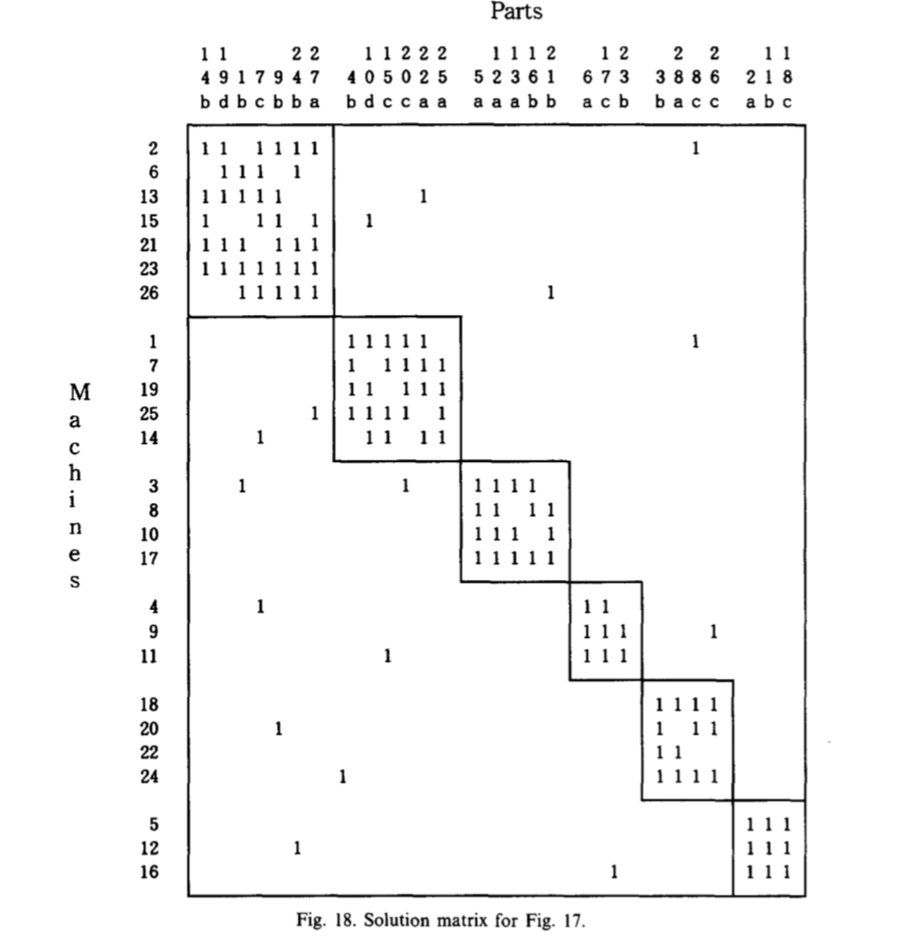 Parts
1 1 2 2 1 1 2 2 2 1 1 1 2 1 2 2 2 1 1
4 9 1 7 9 4 7 4 0 5 0 2 5 5 2 3 6 1 6 7 3 3 8 8 6 2 1 8
b d b c b b a b d c c a a a a a b b a c b b a c c a b c
M
a
c
h
i
n
e
s
2 1 1 1 1 1 1 1
6 1 1 1 1
13 1 1 1 1 1 1
15 1 1 1 1 1
21 1 1 1 1 1 1
23 1 1 1 1 1 1 1
26 1 1 1 1 1 1
1 1 1 1 1 1 1
7 1 1 1 1 1
19 1 1 1 1 1
25 1 1 1 1 1 1
14 1 1 1 1 1
3 1 1 1 1 1 1
8 1 1 1 1
10 1 1 1 1
17 1 1 1 1 1
4 1 1 1
9 1 1 1 1
11 1 1 1 1
18 1 1 1 1
20 1 1 1 1
22 1 1
24 1 1 1 1 1
5 1 1 1
12 1 1 1 1
16 1 1 1 1
Fig. 18. Solution matrix for Fig. 17.